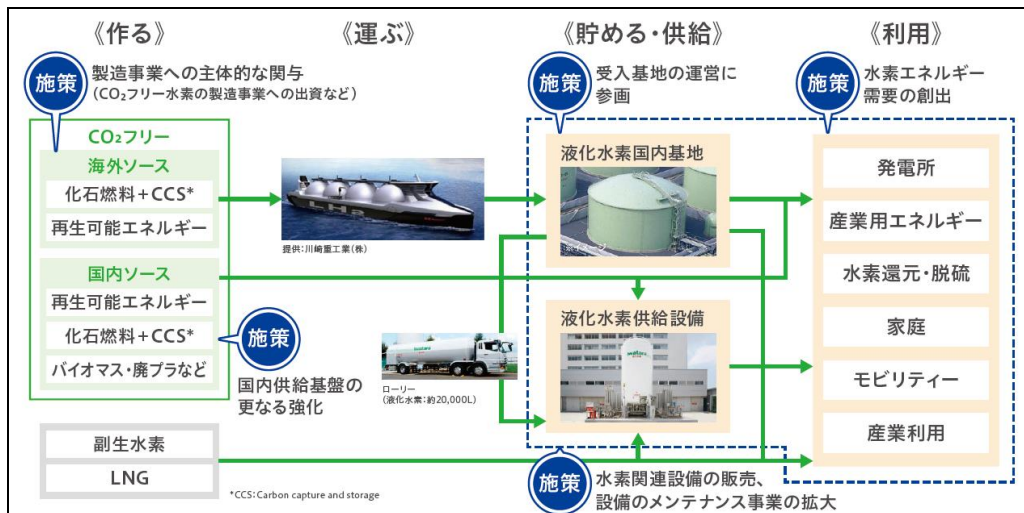 《作る》
《運ぶ》
《貯める・供給》
《利用》
施策
製造事業への主体的な関与
（CO₂フリー水素の製造事業への出資など）
施策
受入基地の運営に
参画
施策
水素エネルギー
需要の創出
CO₂フリー
海外ソース
化石燃料＋CCS*
再生可能エネルギー
国内ソース
再生可能エネルギー
化石燃料＋CCS*
バイオマス・廃プラなど
施策
国内供給基盤の
更なる強化
副生水素
LNG
*CCS：Carbon capture and storage
提供：川崎重工業（株）
ローリー
（液化水素：約20,000L）
液化水素国内基地
液化水素供給設備
施策
水素関連設備の販売、
設備のメンテナンス事業の拡大
発電所
産業用エネルギー
水素還元・脱硫
家庭
モビリティー
産業利用